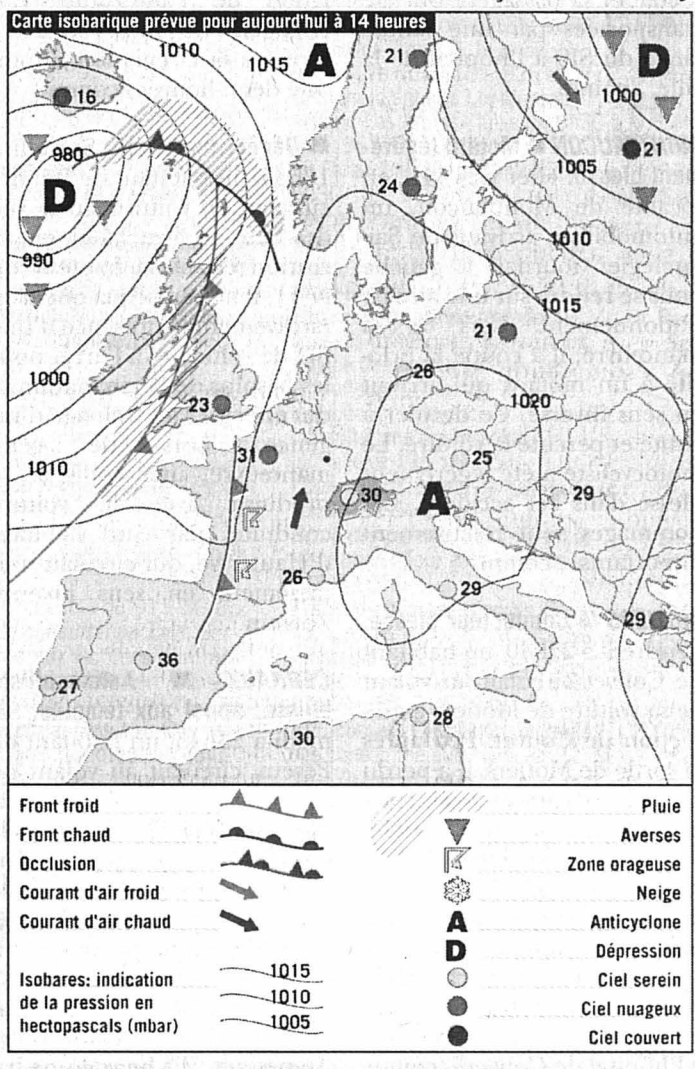 Carte isobarique prévue pour aujourd'hui à 14 heures
1010
1015
A
21
D
1000
16
980
1005
21
D
24
990
1010
1015
21
1000
26
1020
23
1010
31
25
30
A
29
26
29
29
36
27
28
30
Front froid
Front chaud
Occlusion
Courant d'air froid
Courant d'air chaud
Isobares: indication
de la pression en
hectopascals (mbar)
1015
1010
1005
Pluie
Averses
Zone orageuse
Neige
A Anticyclone
D Dépression
Ciel serein
Ciel nuageux
Ciel couvert